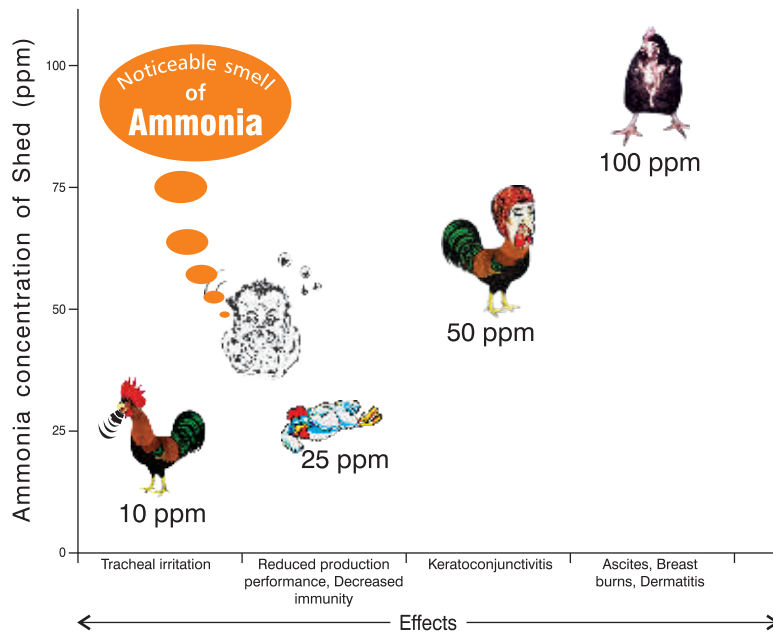 Ammonia concentration of Shed (ppm)
100
75
50
25
0
Noticeable smell
of
Ammonia
100 ppm
50 ppm
25 ppm
10 ppm
Tracheal irritation
Reduced production
performance, Decreased
immunity
Keratoconjunctivitis
Ascites, Breast
burns, Dermatitis
Effects